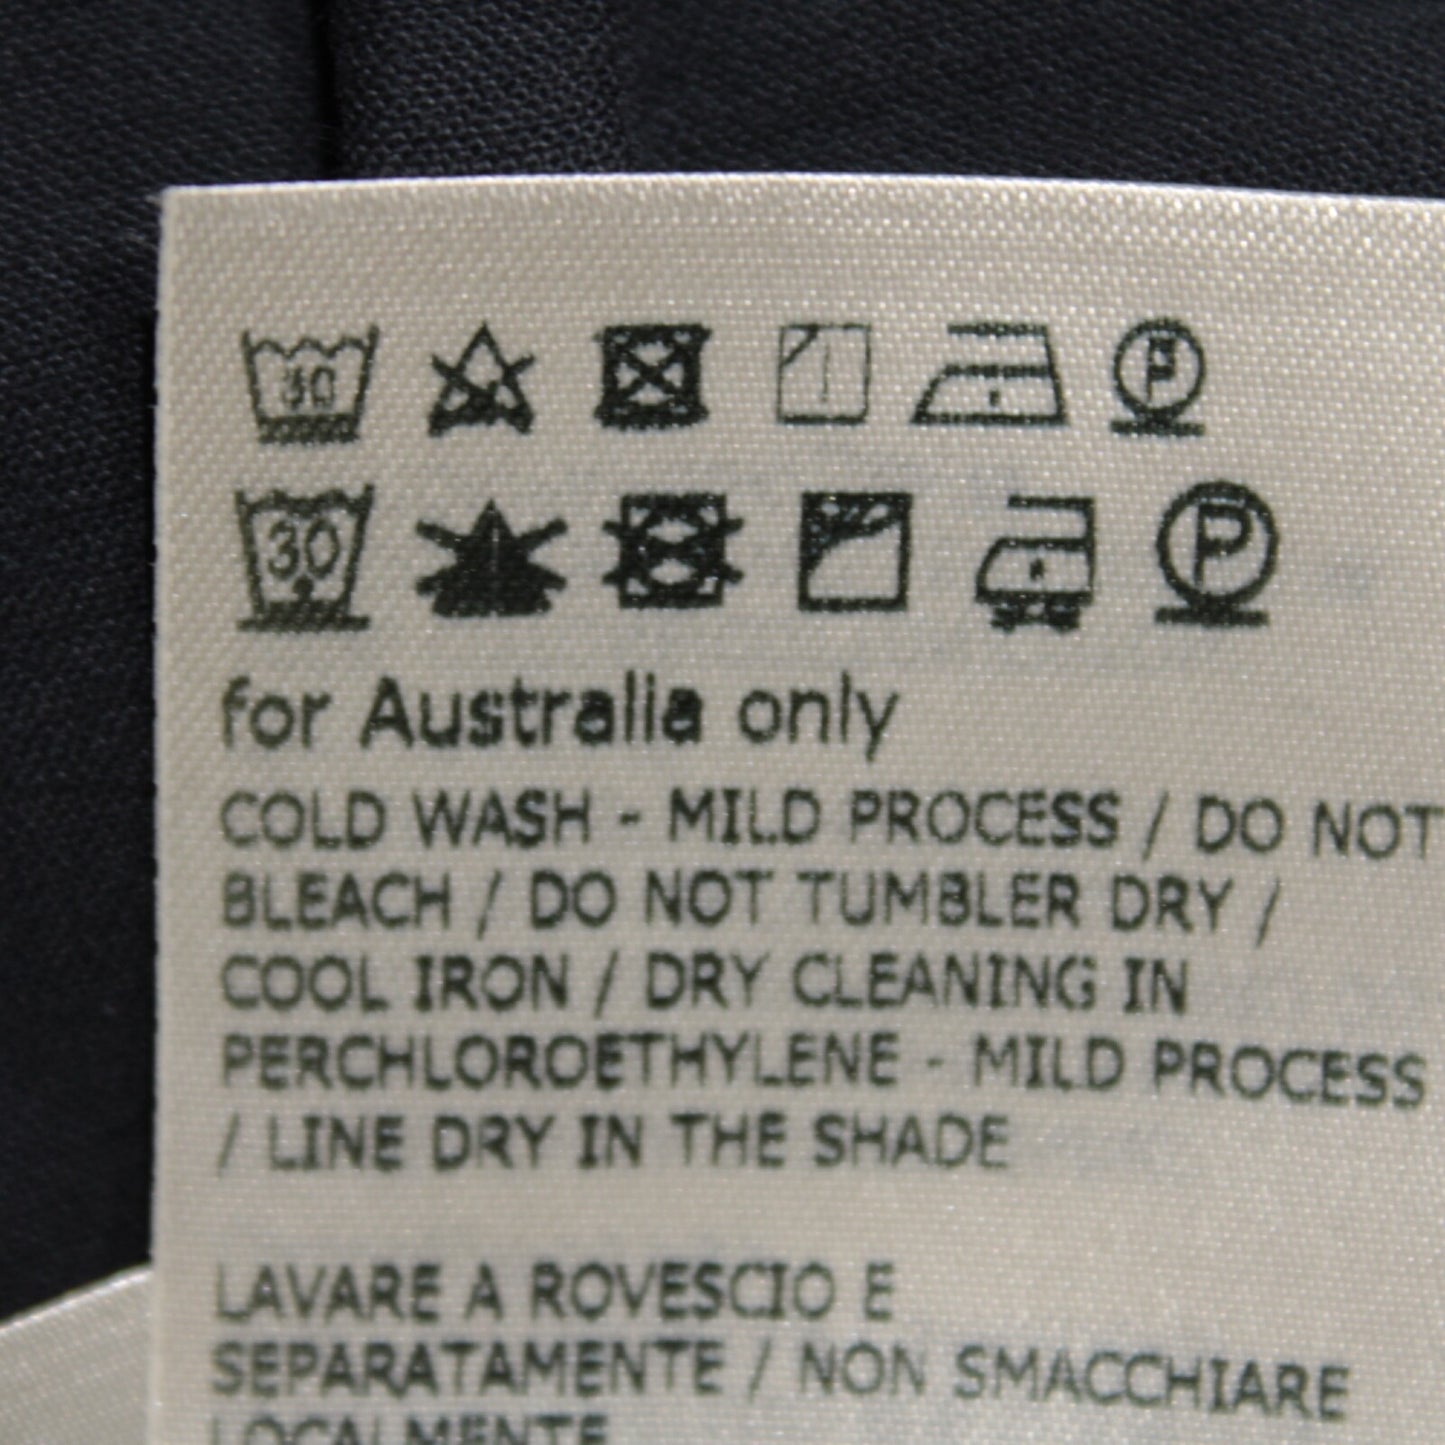 30
P
30
P
for Australia only
COLD WASH - MILD PROCESS / DO NOT
BLEACH / DO NOT TUMBLER DRY /
COOL IRON / DRY CLEANING IN
PERCHLOROETHYLENE - MILD PROCESS
/ LINE DRY IN THE SHADE
LAVARE A ROVESCIO E
SEPARATAMENTE / NON SMACCHIARE
LOCALMENTE